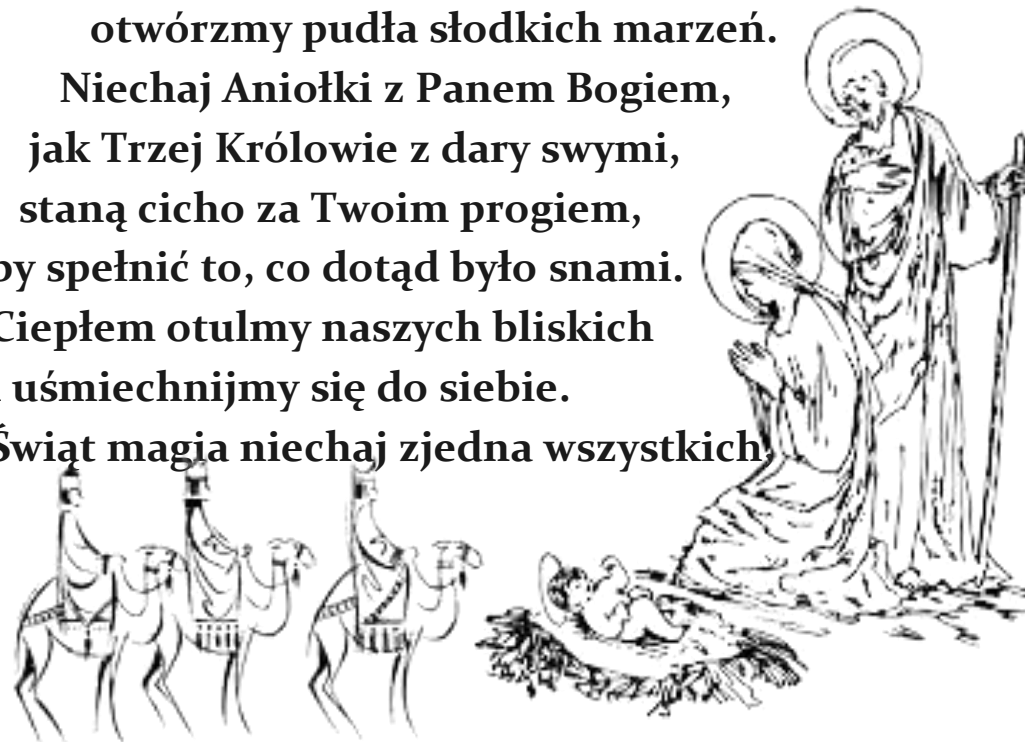 otwórzmy pudła słodkich marzeń.
Niechaj Aniołki z Panem Bogiem,
jak Trzej Królowie z dary swymi,
staną cicho za Twoim progiem,
by spełnić to, co dotąd było snami.
Ciepłem otulmy naszych bliskich
uśmiechnijmy się do siebie.
Świąt magia niechaj zjedna wszystkich,